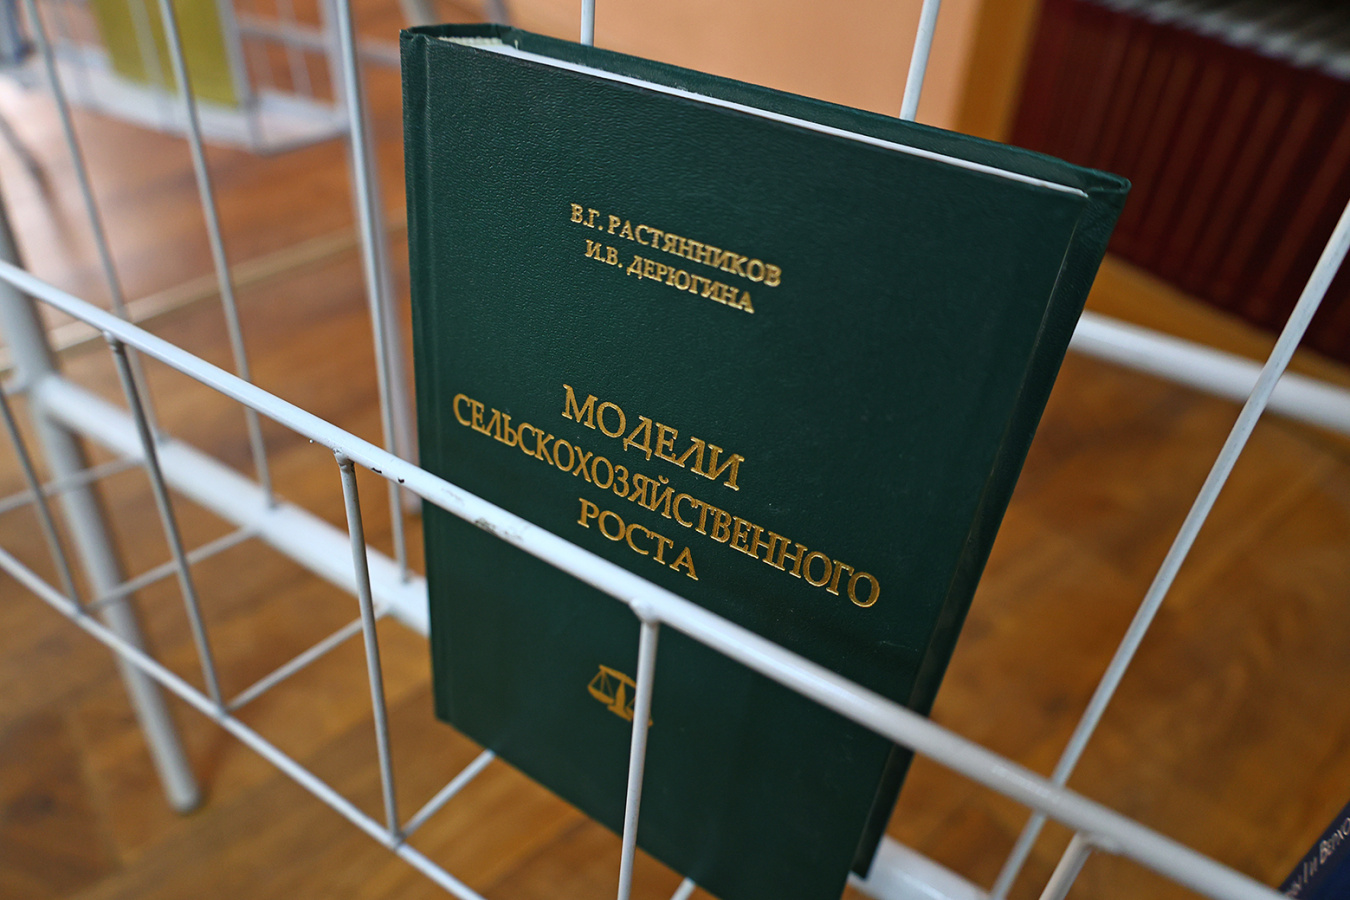 В.Г. РАСТЯННИКОВ
И.В. ДЕРЮГИНА
МОДЕЛИ
СЕЛЬСКОХОЗЯЙСТВЕННОГО
РОСТА
I и